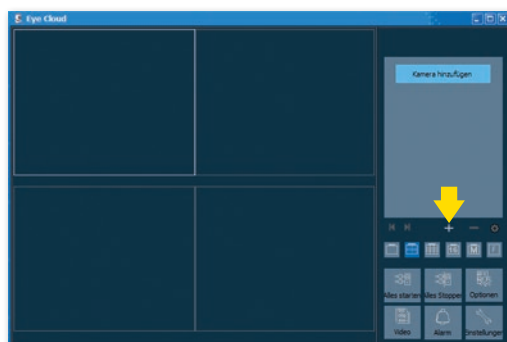 Eye Cloud
Kamera hinzufügen
Alles starten Alles Stoppen Optionen
Video Alarm Einstellungen